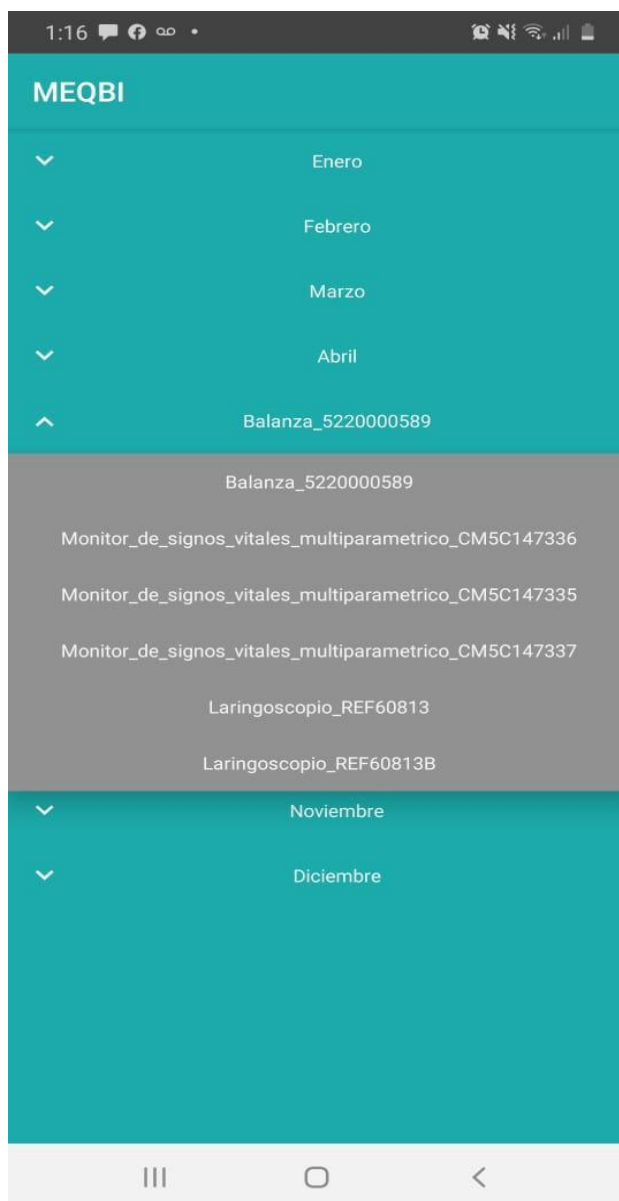 1:16
MEQBI
Enero
Febrero
Marzo
Abril
Balanza_5220000589
Balanza_5220000589
Monitor_de_signos_vitales_multiparametrico_CM5C147336
Monitor_de_signos_vitales_multiparametrico_CM5C147335
Monitor_de_signos_vitales_multiparametrico_CM5C147337
Laringoscopio_REF60813
Laringoscopio_REF60813B
Noviembre
Diciembre